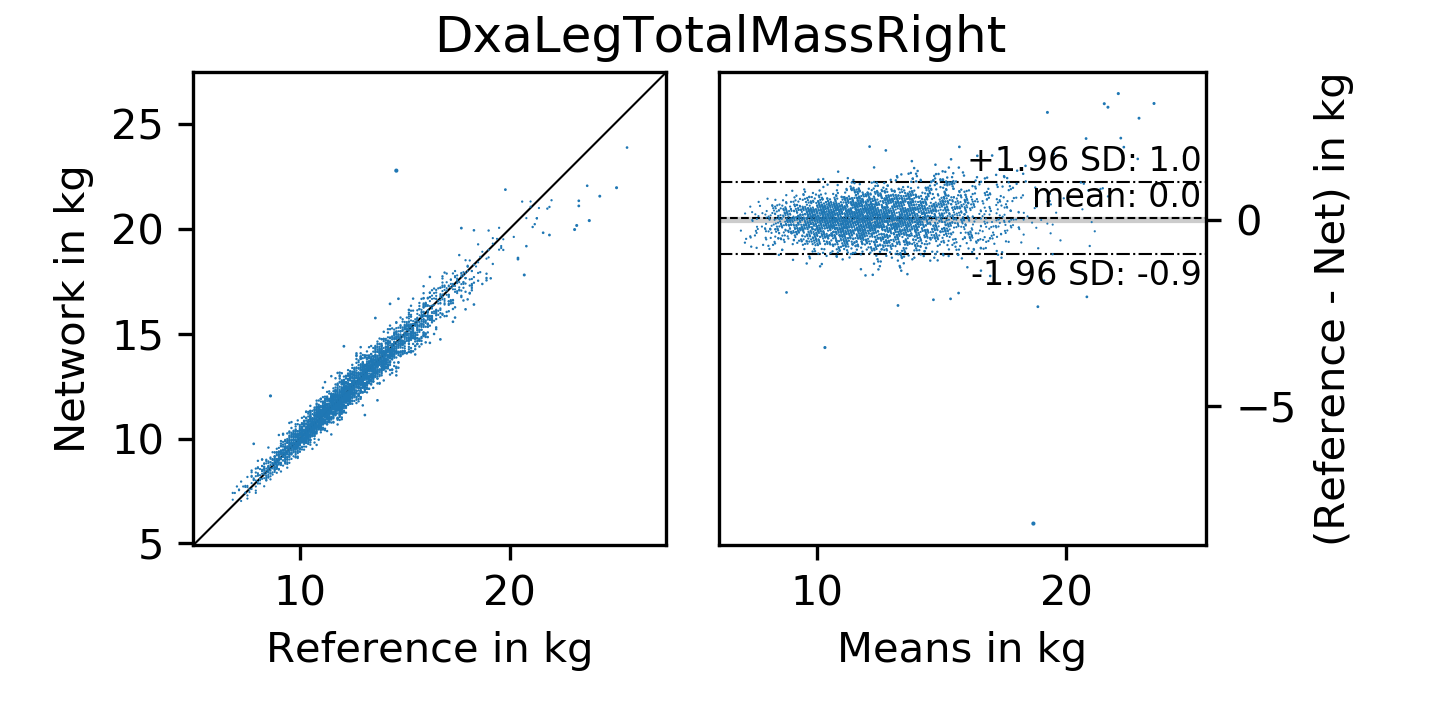 DxaLegTotalMassRight
Network in kg
25
20
15
10
5
10
20
Reference in kg
+1.96 SD: 1.0
mean: 0.0
-1.96 SD: -0.9
0
−5
10
20
Means in kg
(Reference - Net) in kg